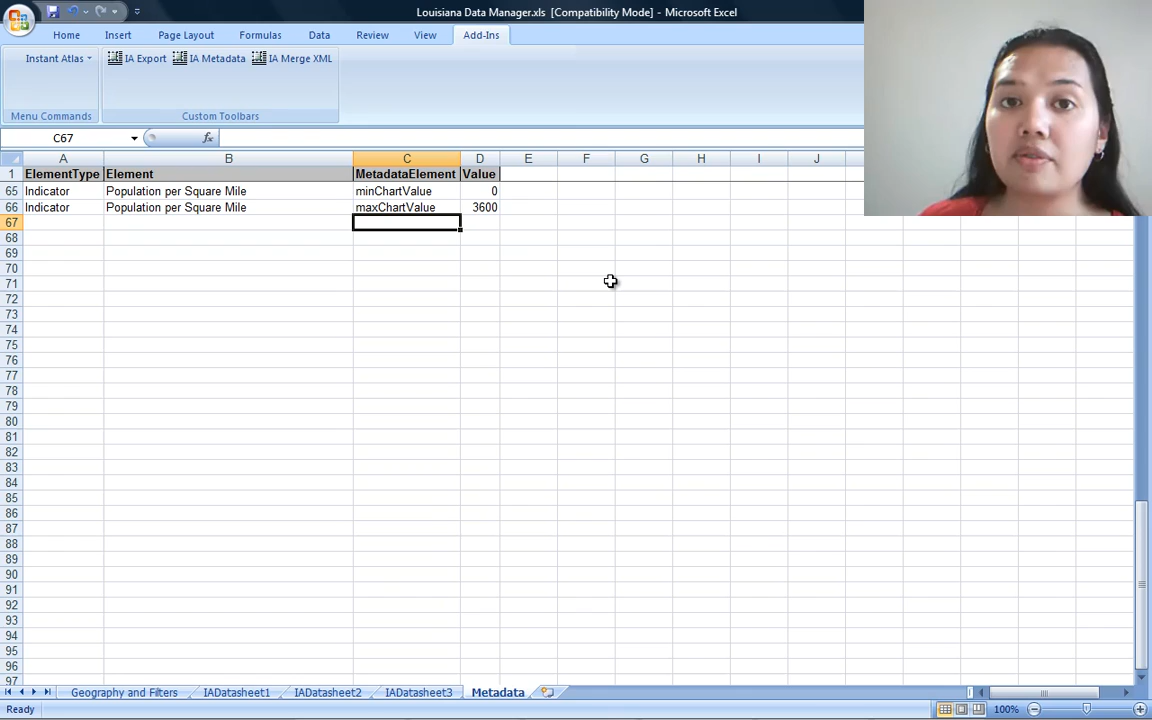 Louisiana Data Manager.xls [Compatibility Mode] - Microsoft Excel
Home Insert Page Layout Formulas Data Review View Add-Ins
Instant Atlas IA Export IA Metadata IA Merge XML
Menu Commands Custom Toolbars
C67 fx
A B C D E F G H I J
1 ElementType Element MetadataElement Value
65 Indicator Population per Square Mile minChartValue 0
66 Indicator Population per Square Mile maxChartValue 3600
67
68
69
70
71
72
73
74
75
76
77
78
79
80
81
82
83
84
85
86
87
88
89
90
91
92
93
94
95
96
97
Geography and Filters IADatasheet1 IADatasheet2 IADatasheet3 Metadata
Ready 100%